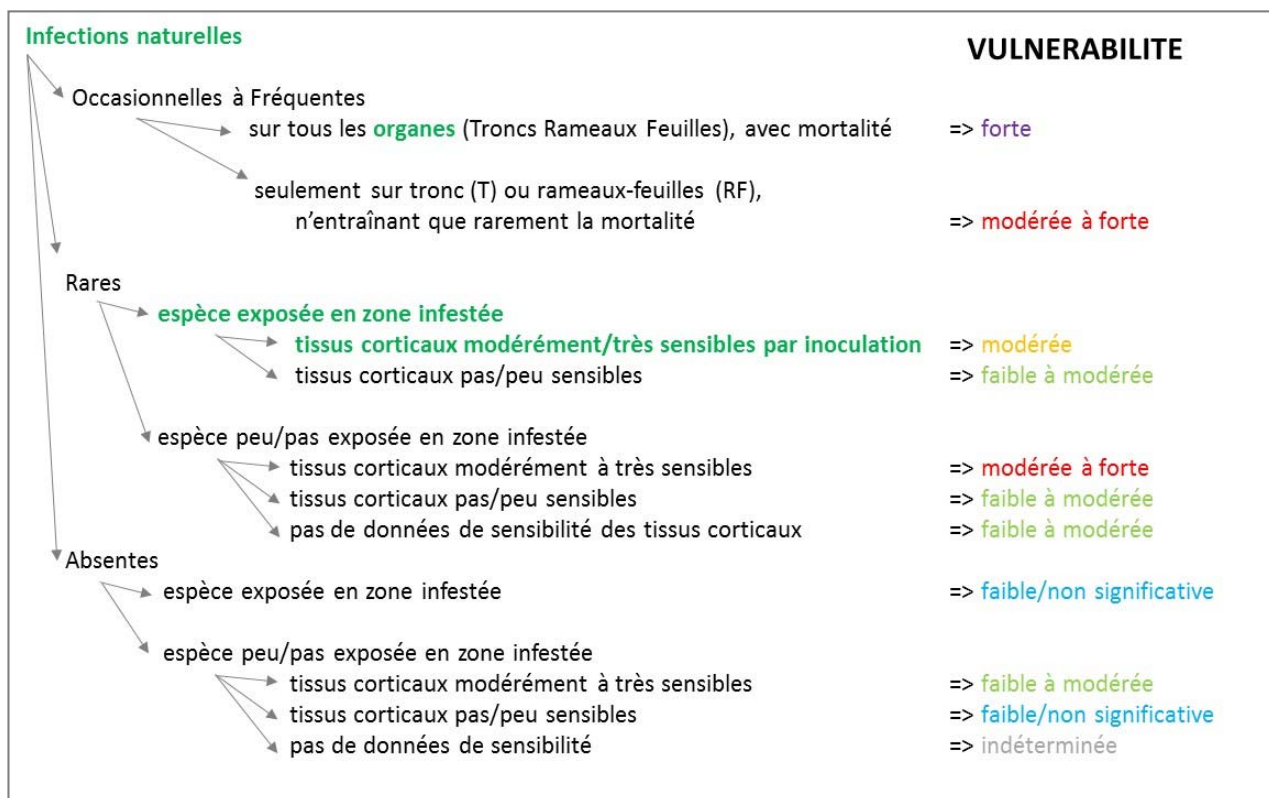 Infections naturelles
VULNERABILITE
Occasionnelles à Fréquentes
sur tous les organes (Troncs Rameaux Feuilles), avec mortalité => forte
seulement sur tronc (T) ou rameaux-feuilles (RF),
n’entraînant que rarement la mortalité => modérée à forte
Rares
espèce exposée en zone infestée
tissus corticaux modérément/très sensibles par inoculation => modérée
tissus corticaux pas/peu sensibles => faible à modérée
espèce peu/pas exposée en zone infestée
tissus corticaux modérément à très sensibles => modérée à forte
tissus corticaux pas/peu sensibles => faible à modérée
pas de données de sensibilité des tissus corticaux => faible à modérée
Absentes
espèce exposée en zone infestée => faible/non significative
espèce peu/pas exposée en zone infestée
tissus corticaux modérément à très sensibles => faible à modérée
tissus corticaux pas/peu sensibles => faible/non significative
pas de données de sensibilité => indéterminée